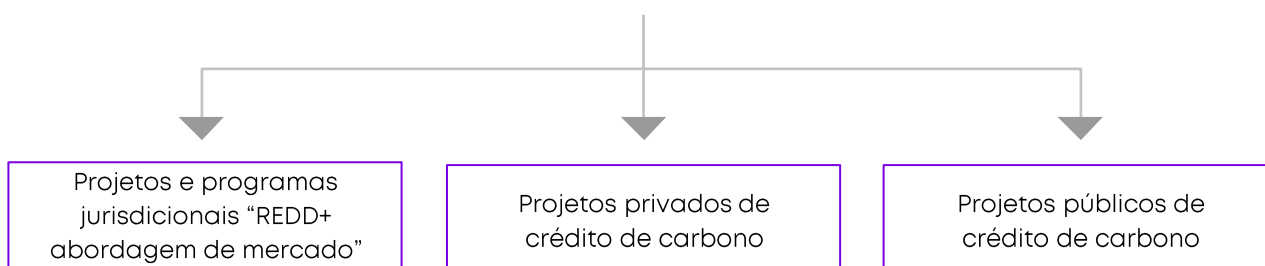 Projetos e programas
jurisdicionais “REDD+
abordagem de mercado”
Projetos privados de
crédito de carbono
Projetos públicos de
crédito de carbono